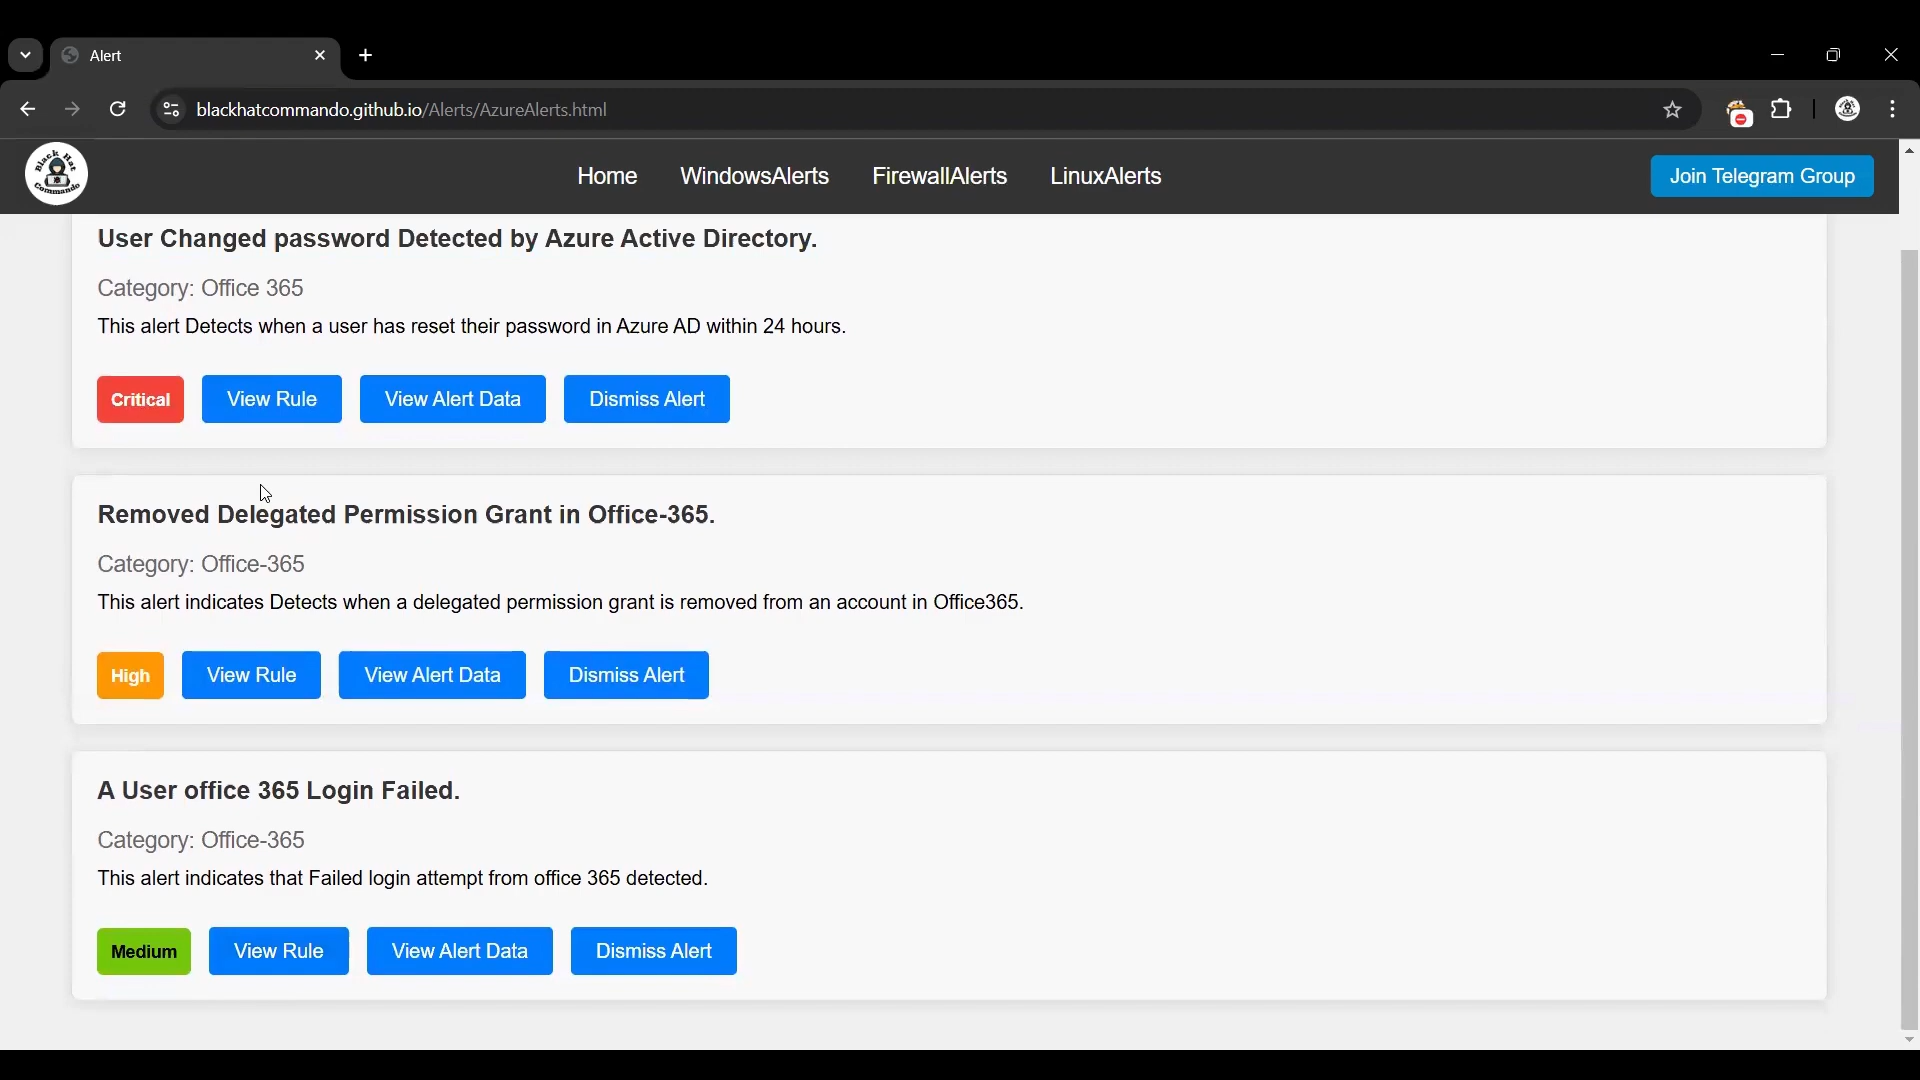 Alert
blackhatcommando.github.io/Alerts/AzureAlerts.html
Black Hat Commando
Home WindowsAlerts FirewallAlerts LinuxAlerts Join Telegram Group
User Changed password Detected by Azure Active Directory.
Category: Office 365
This alert Detects when a user has reset their password in Azure AD within 24 hours.
Critical View Rule View Alert Data Dismiss Alert
Removed Delegated Permission Grant in Office-365.
Category: Office-365
This alert indicates Detects when a delegated permission grant is removed from an account in Office365.
High View Rule View Alert Data Dismiss Alert
A User office 365 Login Failed.
Category: Office-365
This alert indicates that Failed login attempt from office 365 detected.
Medium View Rule View Alert Data Dismiss Alert